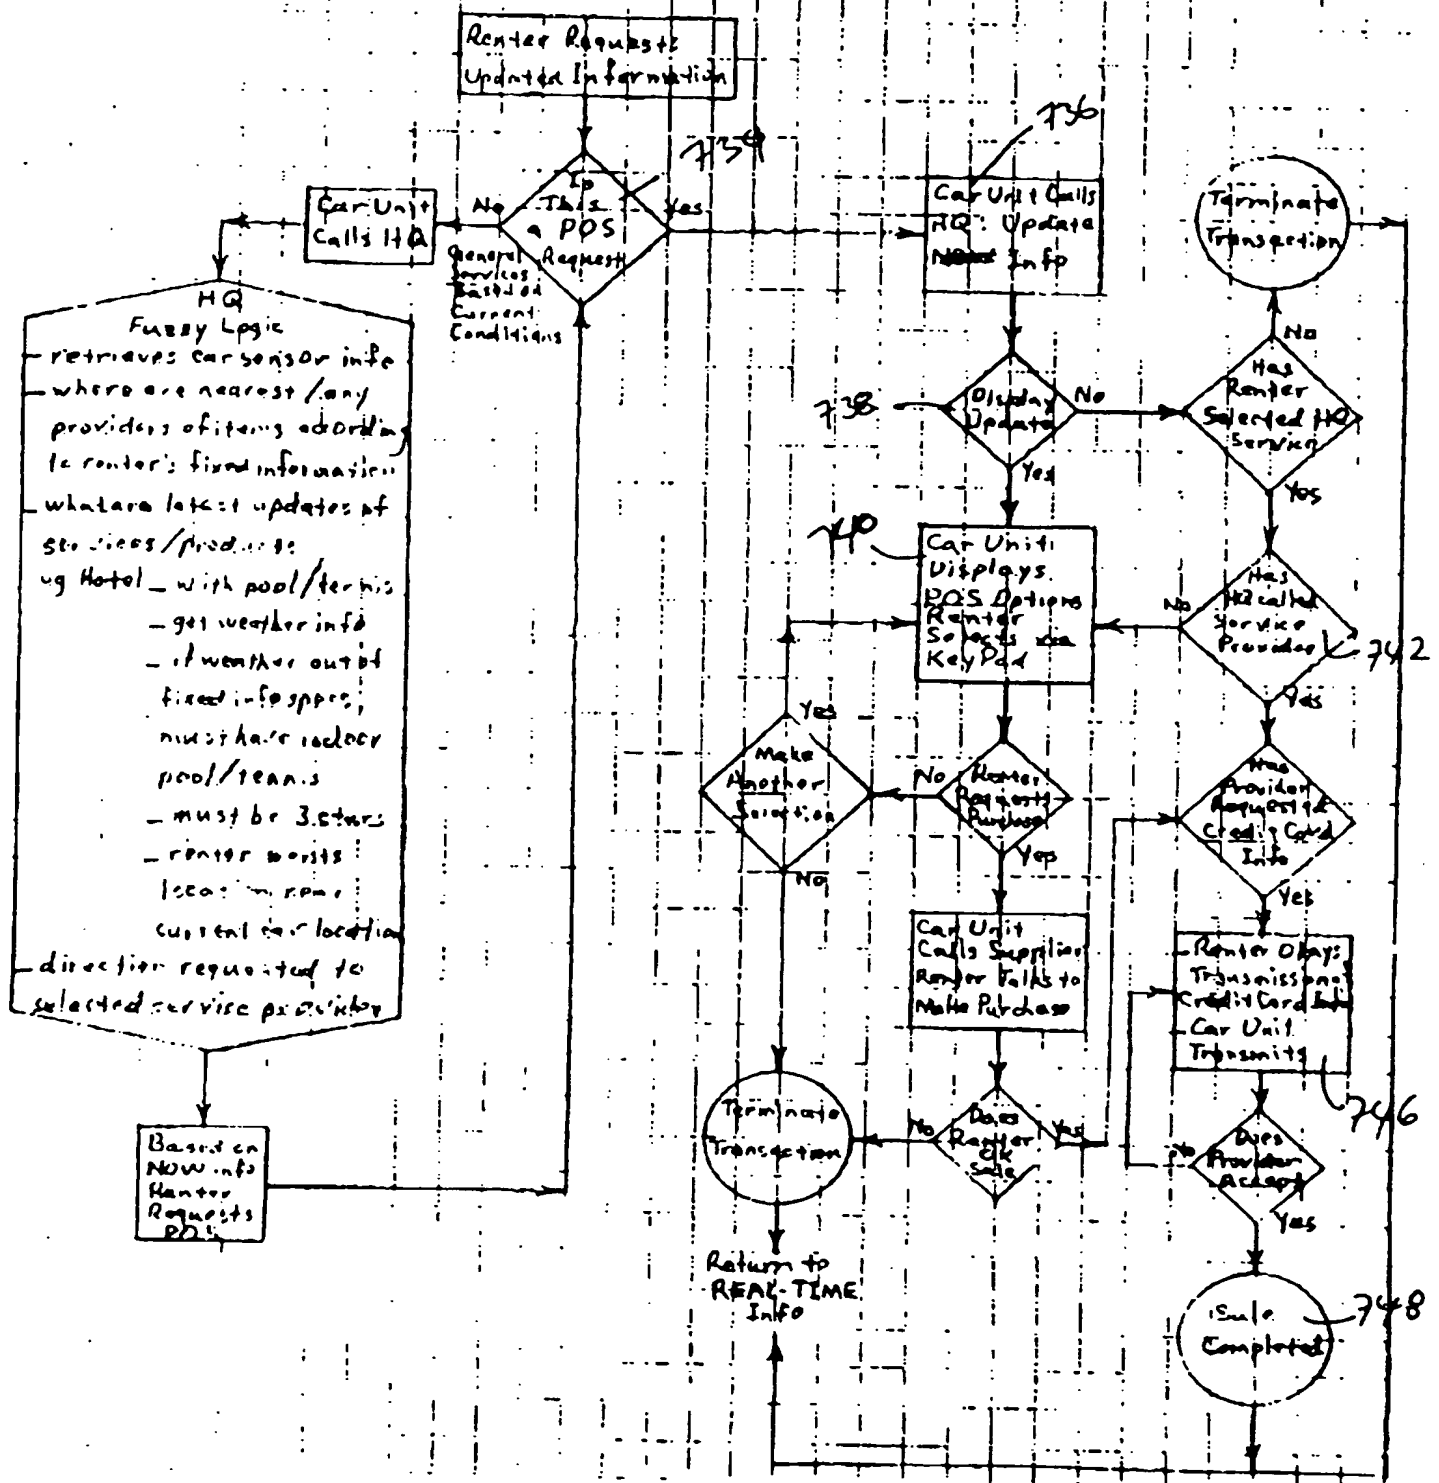 Renter Requests
Updated Information
734
Is
This
a POS
Request
No
Yes
General
Services
Based on
Current
Conditions
Car Unit
Calls HQ
HQ
Fuzzy Logic
- retrieves car sensor info
- where are nearest/any
providers of items according
to renter's fixed information
- what are latest updates of
services/products
eg Hotel - with pool/tennis
- get weather info
- if weather out of
fixed info specs,
must have indoor
pool/tennis
- must be 3 stars
- renter wants
location near
current car location
- direction requested to
selected service provider
Based on
NOW info
Renter
Requests
POS
736
Car Unit Calls
HQ: Update
Info
738
Display
Update
No
Yes
740
Car Unit:
Displays
POS Options
Renter
Selects via
KeyPad
Renter
Requests
Purchase
No
Yes
Make
Another
Selection
Yes
No
Car Unit
Calls Supplier
Renter Talks to
Make Purchase
Does
Renter
OK
Sale
No
Yes
Terminate
Transaction
Return to
REAL-TIME
Info
Terminate
Transaction
No
Has
Renter
Selected HQ
Service
Yes
Has
HQ called
Service
Provider
No
742
Yes
Has
Provider
Requested
Credit Card
Info
Yes
- Renter Okays
Transmission of
Credit Card Info
- Car Unit
Transmits
746
Does
Provider
Accept
No
Yes
Sale
Completed
748